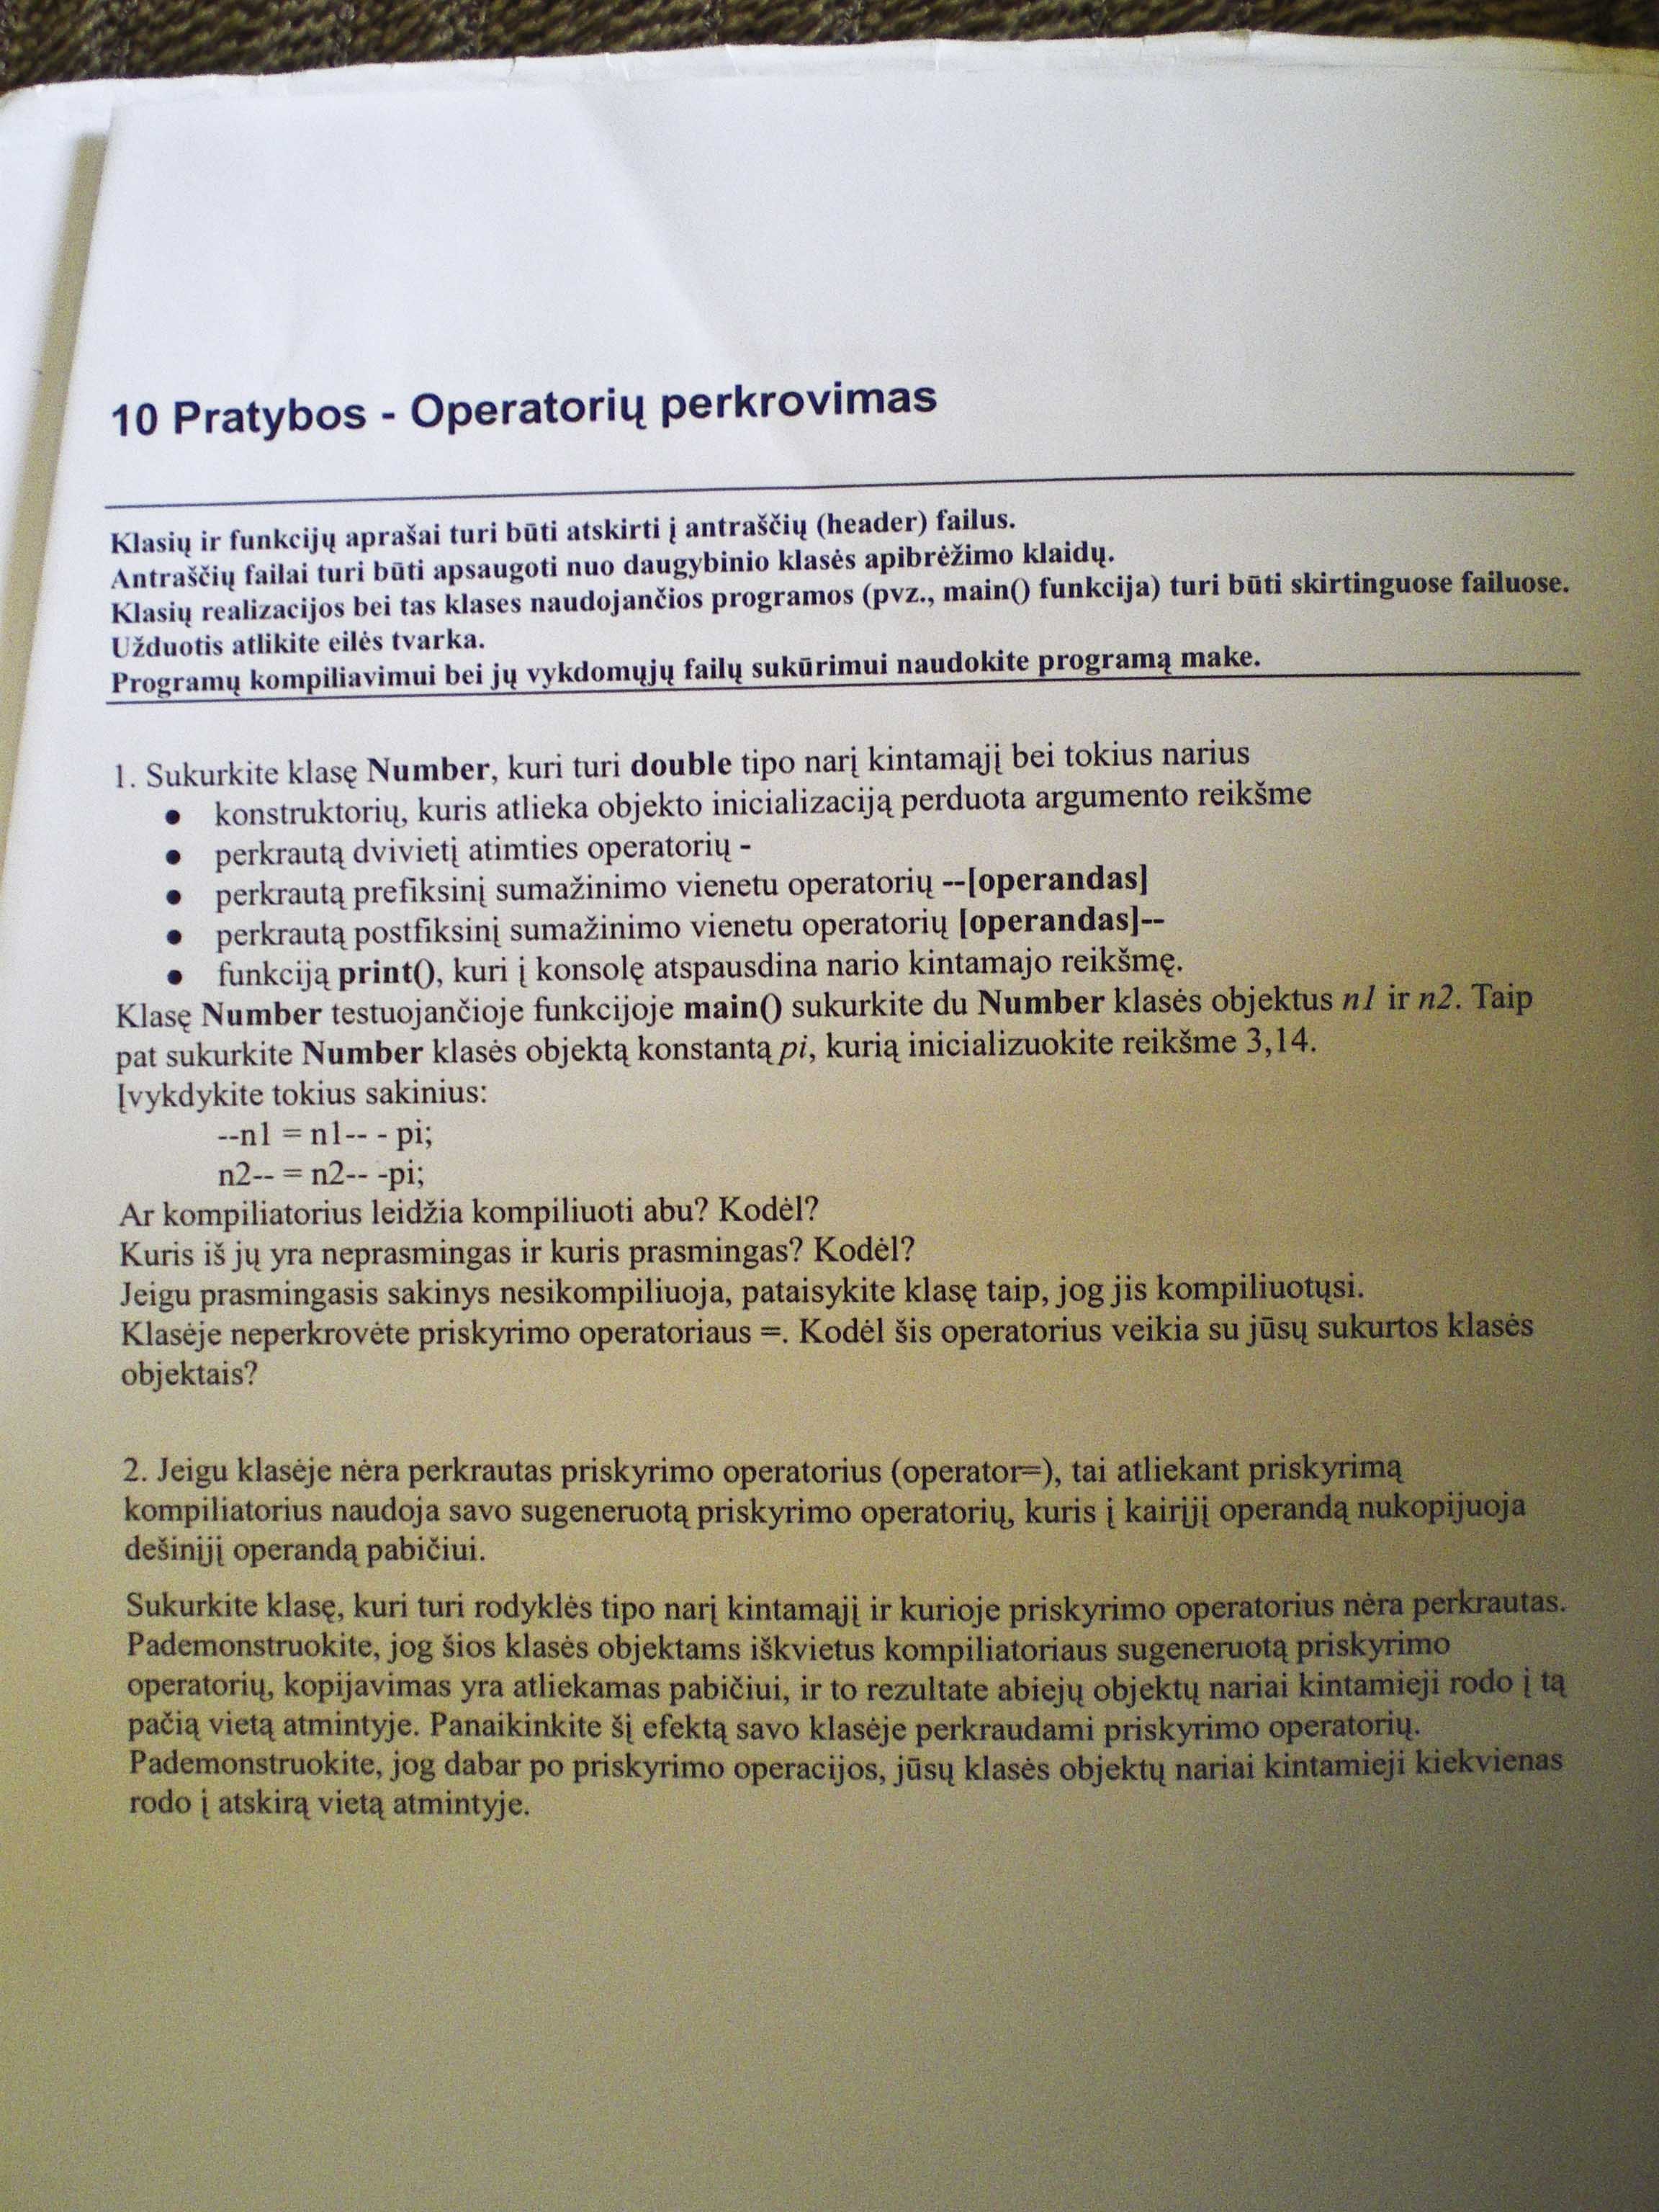 10 Pratybos - Operatorių perkrovimas
Klasių ir funkcijų aprašai turi būti atskirti į antraščių (header) failus.
Antraščių failai turi būti apsaugoti nuo daugybinio klasės apibrėžimo klaidų.
Klasių realizacijos bei tas klases naudojančios programos (pvz., main() funkcija) turi būti skirtinguose failuose.
Užduotis atlikite eilės tvarka.
Programų kompiliavimui bei jų vykdomųjų failų sukūrimui naudokite programą make.
1. Sukurkite klasę Number, kuri turi double tipo narį kintamąjį bei tokius narius
• konstruktorių, kuris atlieka objekto inicializaciją perduota argumento reikšme
• perkrautą dvivietį atimties operatorių -
• perkrautą prefiksinį sumažinimo vienetu operatorių --[operandas]
• perkrautą postfiksinį sumažinimo vienetu operatorių [operandas]--
• funkciją print(), kuri į konsolę atspausdina nario kintamajo reikšmę.
Klasę Number testuojančioje funkcijoje main() sukurkite du Number klasės objektus n1 ir n2. Taip
pat sukurkite Number klasės objektą konstantą pi, kurią inicializuokite reikšme 3,14.
Įvykdykite tokius sakinius:
--n1 = n1-- - pi;
n2-- = n2-- -pi;
Ar kompiliatorius leidžia kompiliuoti abu? Kodėl?
Kuris iš jų yra neprasmingas ir kuris prasmingas? Kodėl?
Jeigu prasmingasis sakinys nesikompiliuoja, pataisykite klasę taip, jog jis kompiliuotųsi.
Klasėje neperkrovėte priskyrimo operatoriaus =. Kodėl šis operatorius veikia su jūsų sukurtos klasės
objektais?
2. Jeigu klasėje nėra perkrautas priskyrimo operatorius (operator=), tai atliekant priskyrimą
kompiliatorius naudoja savo sugeneruotą priskyrimo operatorių, kuris į kairįjį operandą nukopijuoja
dešinįjį operandą pabičiui.
Sukurkite klasę, kuri turi rodyklės tipo narį kintamąjį ir kurioje priskyrimo operatorius nėra perkrautas.
Pademonstruokite, jog šios klasės objektams iškvietus kompiliatoriaus sugeneruotą priskyrimo
operatorių, kopijavimas yra atliekamas pabičiui, ir to rezultate abiejų objektų nariai kintamieji rodo į tą
pačią vietą atmintyje. Panaikinkite šį efektą savo klasėje perkraudami priskyrimo operatorių.
Pademonstruokite, jog dabar po priskyrimo operacijos, jūsų klasės objektų nariai kintamieji kiekvienas
rodo į atskirą vietą atmintyje.